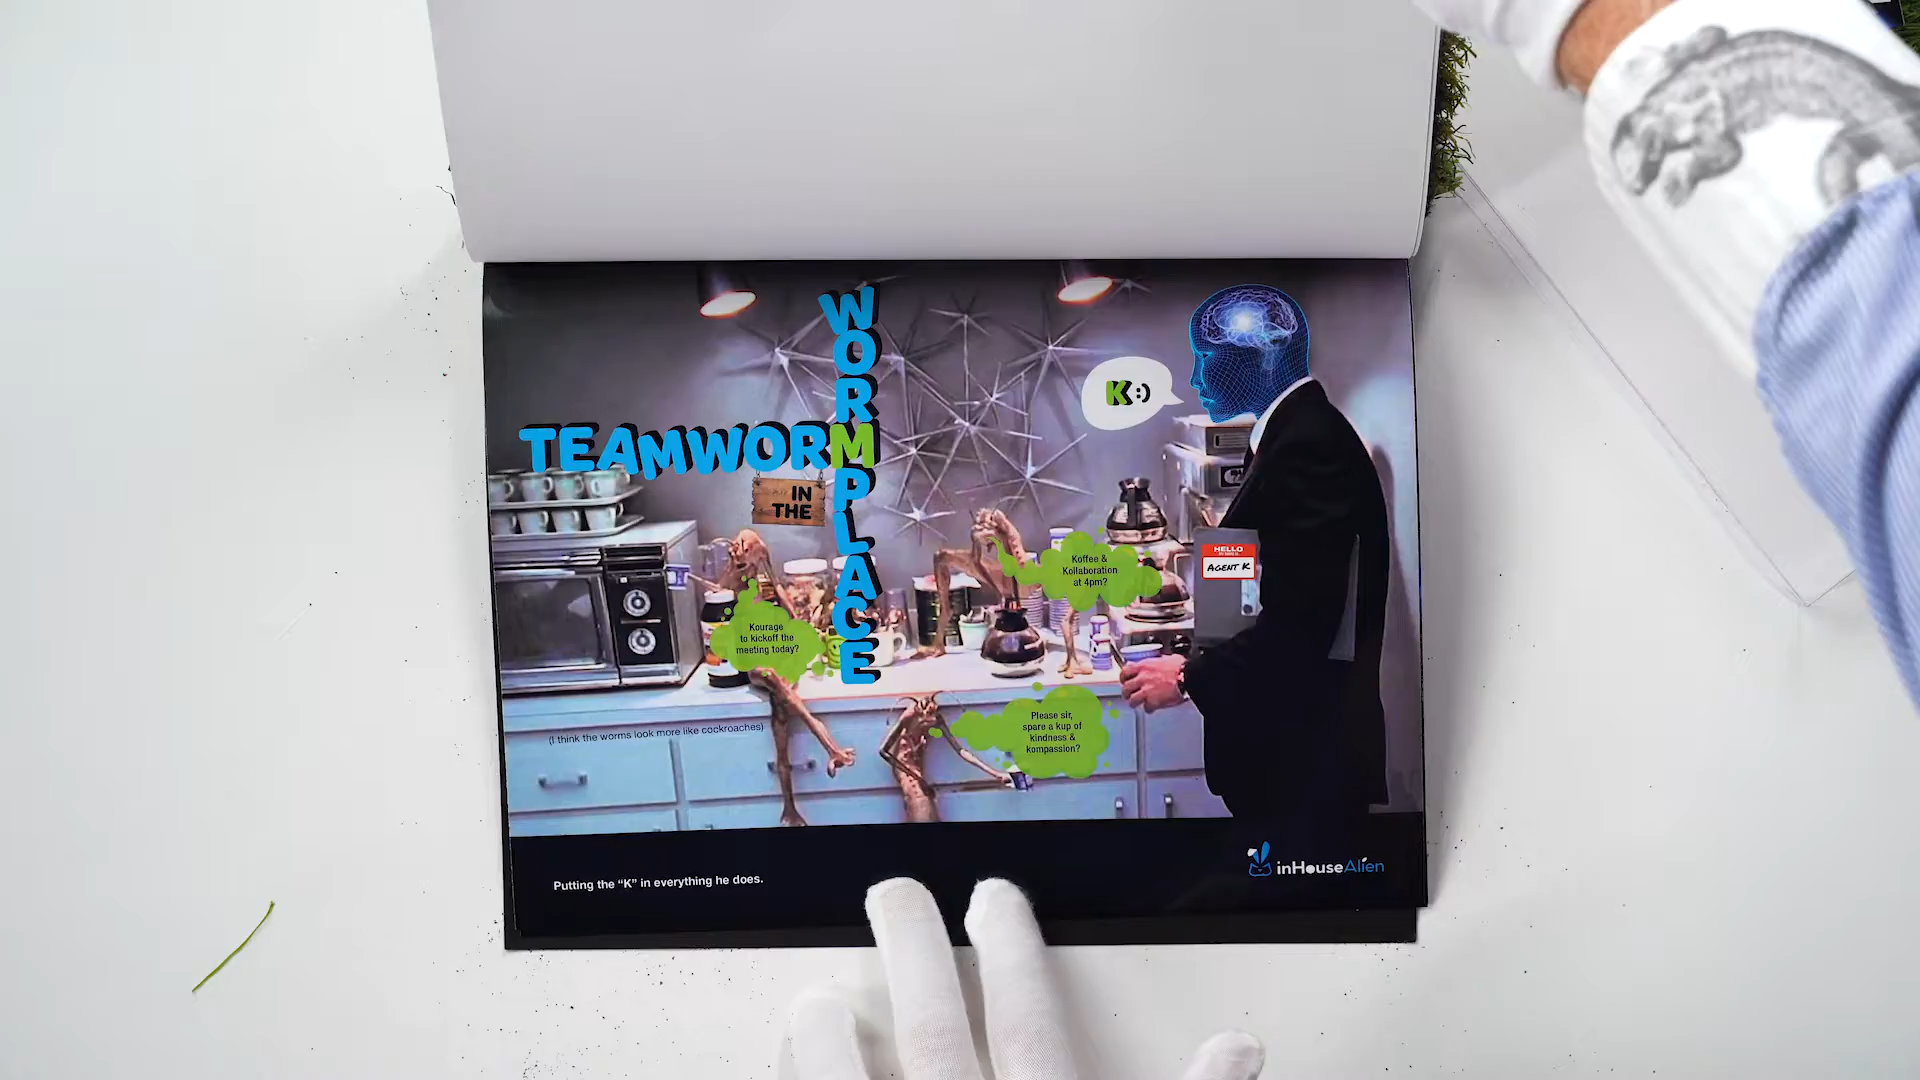 WORMPLACE
TEAMWORM
IN
THE
K:)
HELLO
AGENT K
Koffee &
Kollaboration
at 4pm?
Kourage
to kickoff the
meeting today?
Please sir,
spare a kup of
kindness &
kompassion?
(I think the worms look more like cockroaches)
Putting the “K” in everything he does.
inHouseAlien